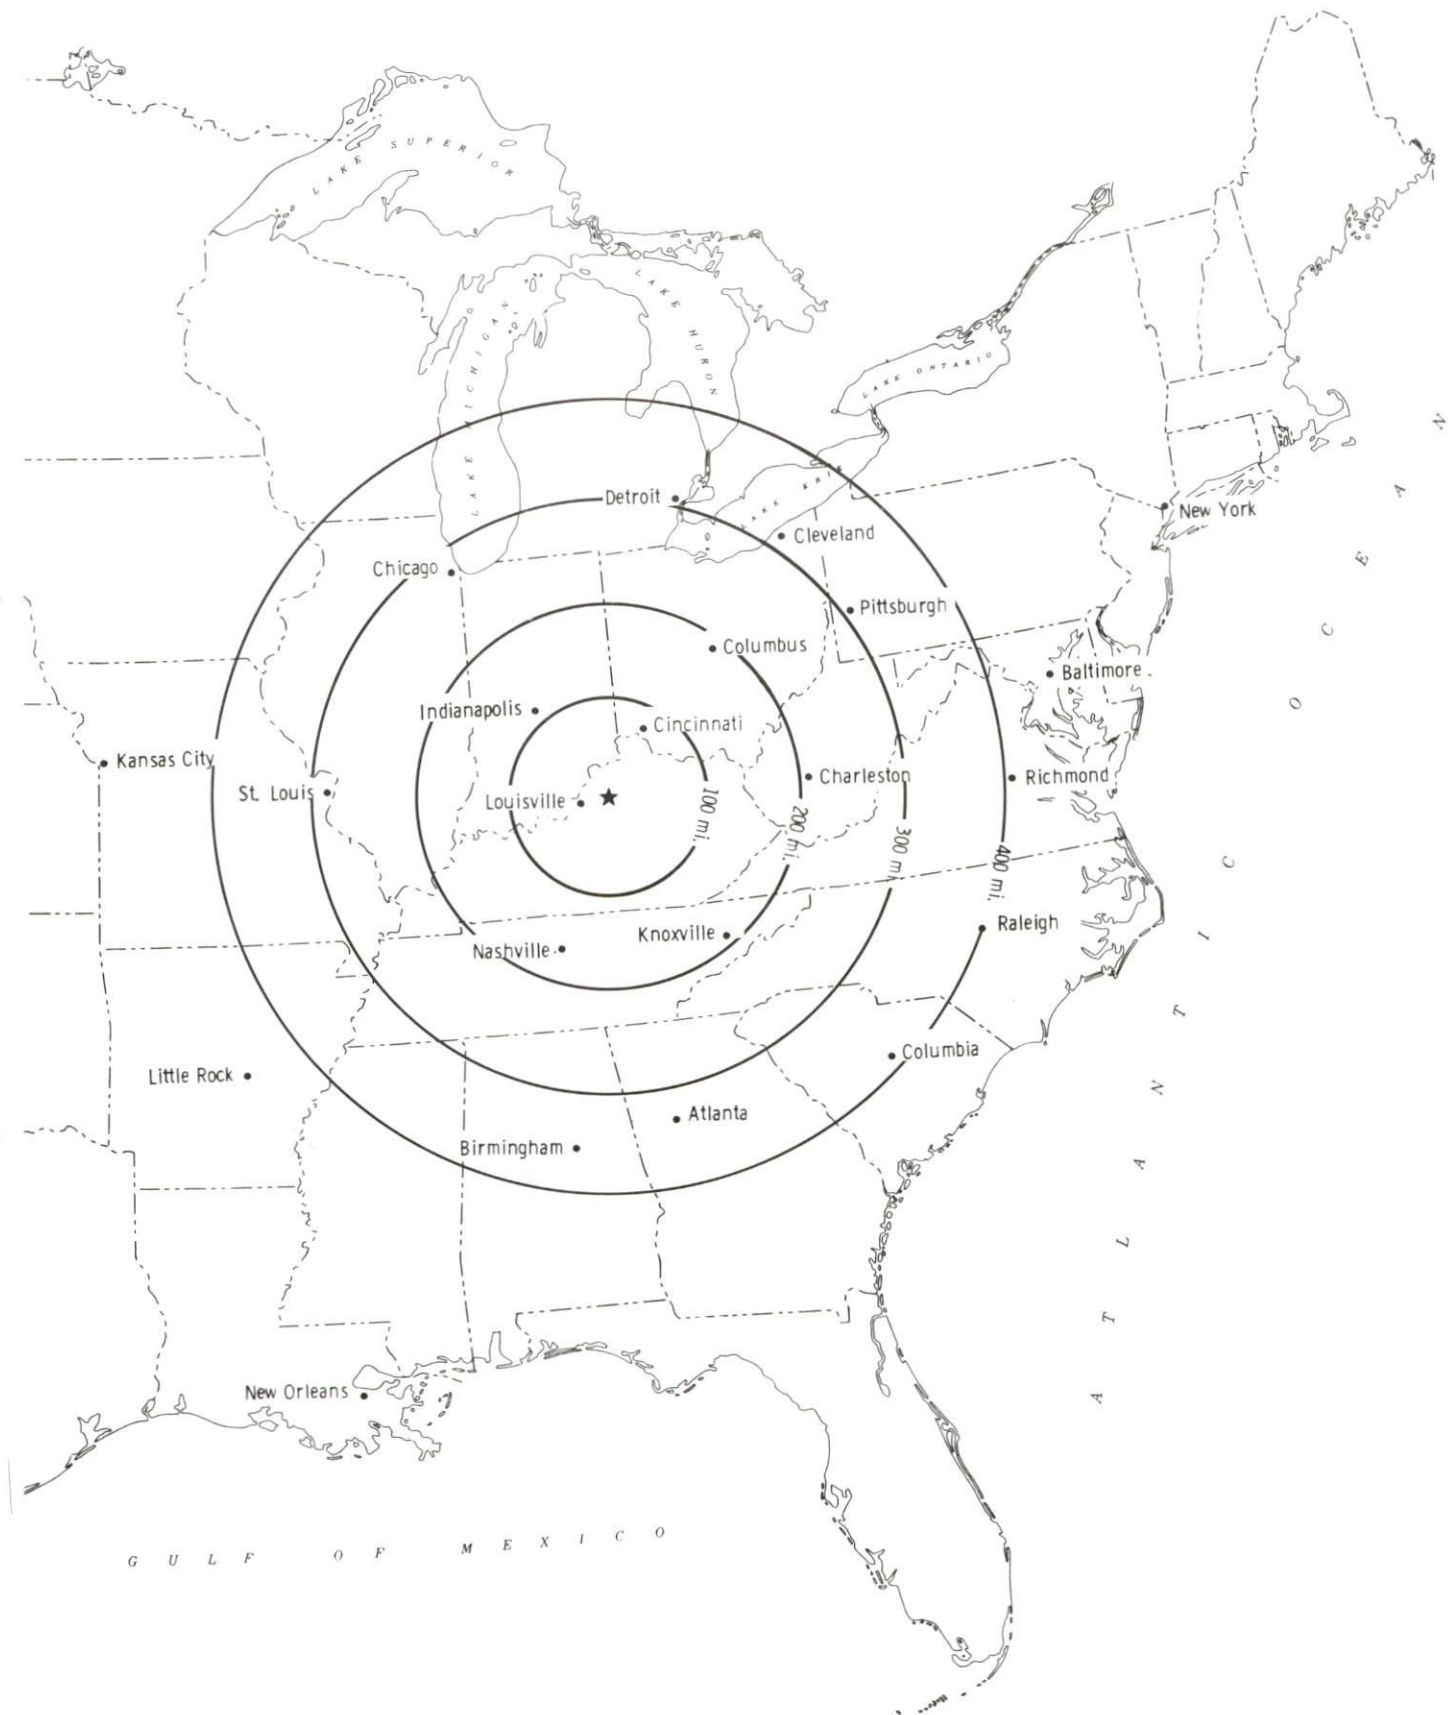 LAKE SUPERIOR
LAKE HURON
LAKE MICHIGAN
LAKE ONTARIO
LAKE ERIE
Detroit
New York
Cleveland
Chicago
Pittsburgh
Columbus
Baltimore
Indianapolis
Cincinnati
Kansas City
Charleston
Richmond
St. Louis
Louisville
100 mi.
200 mi.
300 mi.
400 mi.
Raleigh
Knoxville
Nashville
Columbia
Little Rock
Atlanta
Birmingham
New Orleans
ATLANTIC OCEAN
GULF OF MEXICO